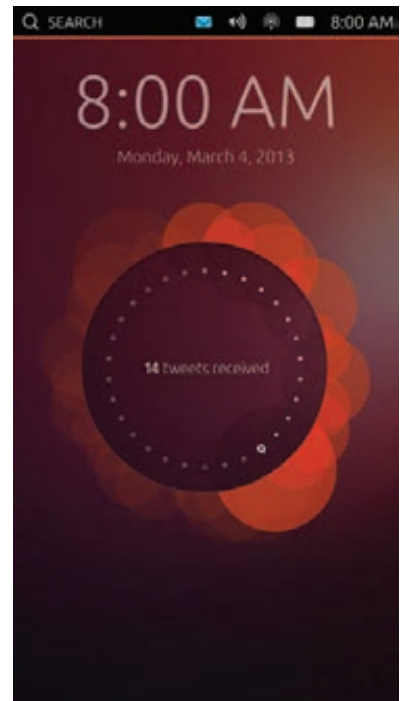 SEARCH 8:00 AM
8:00 AM
Monday, March 4, 2013
14 tweets received